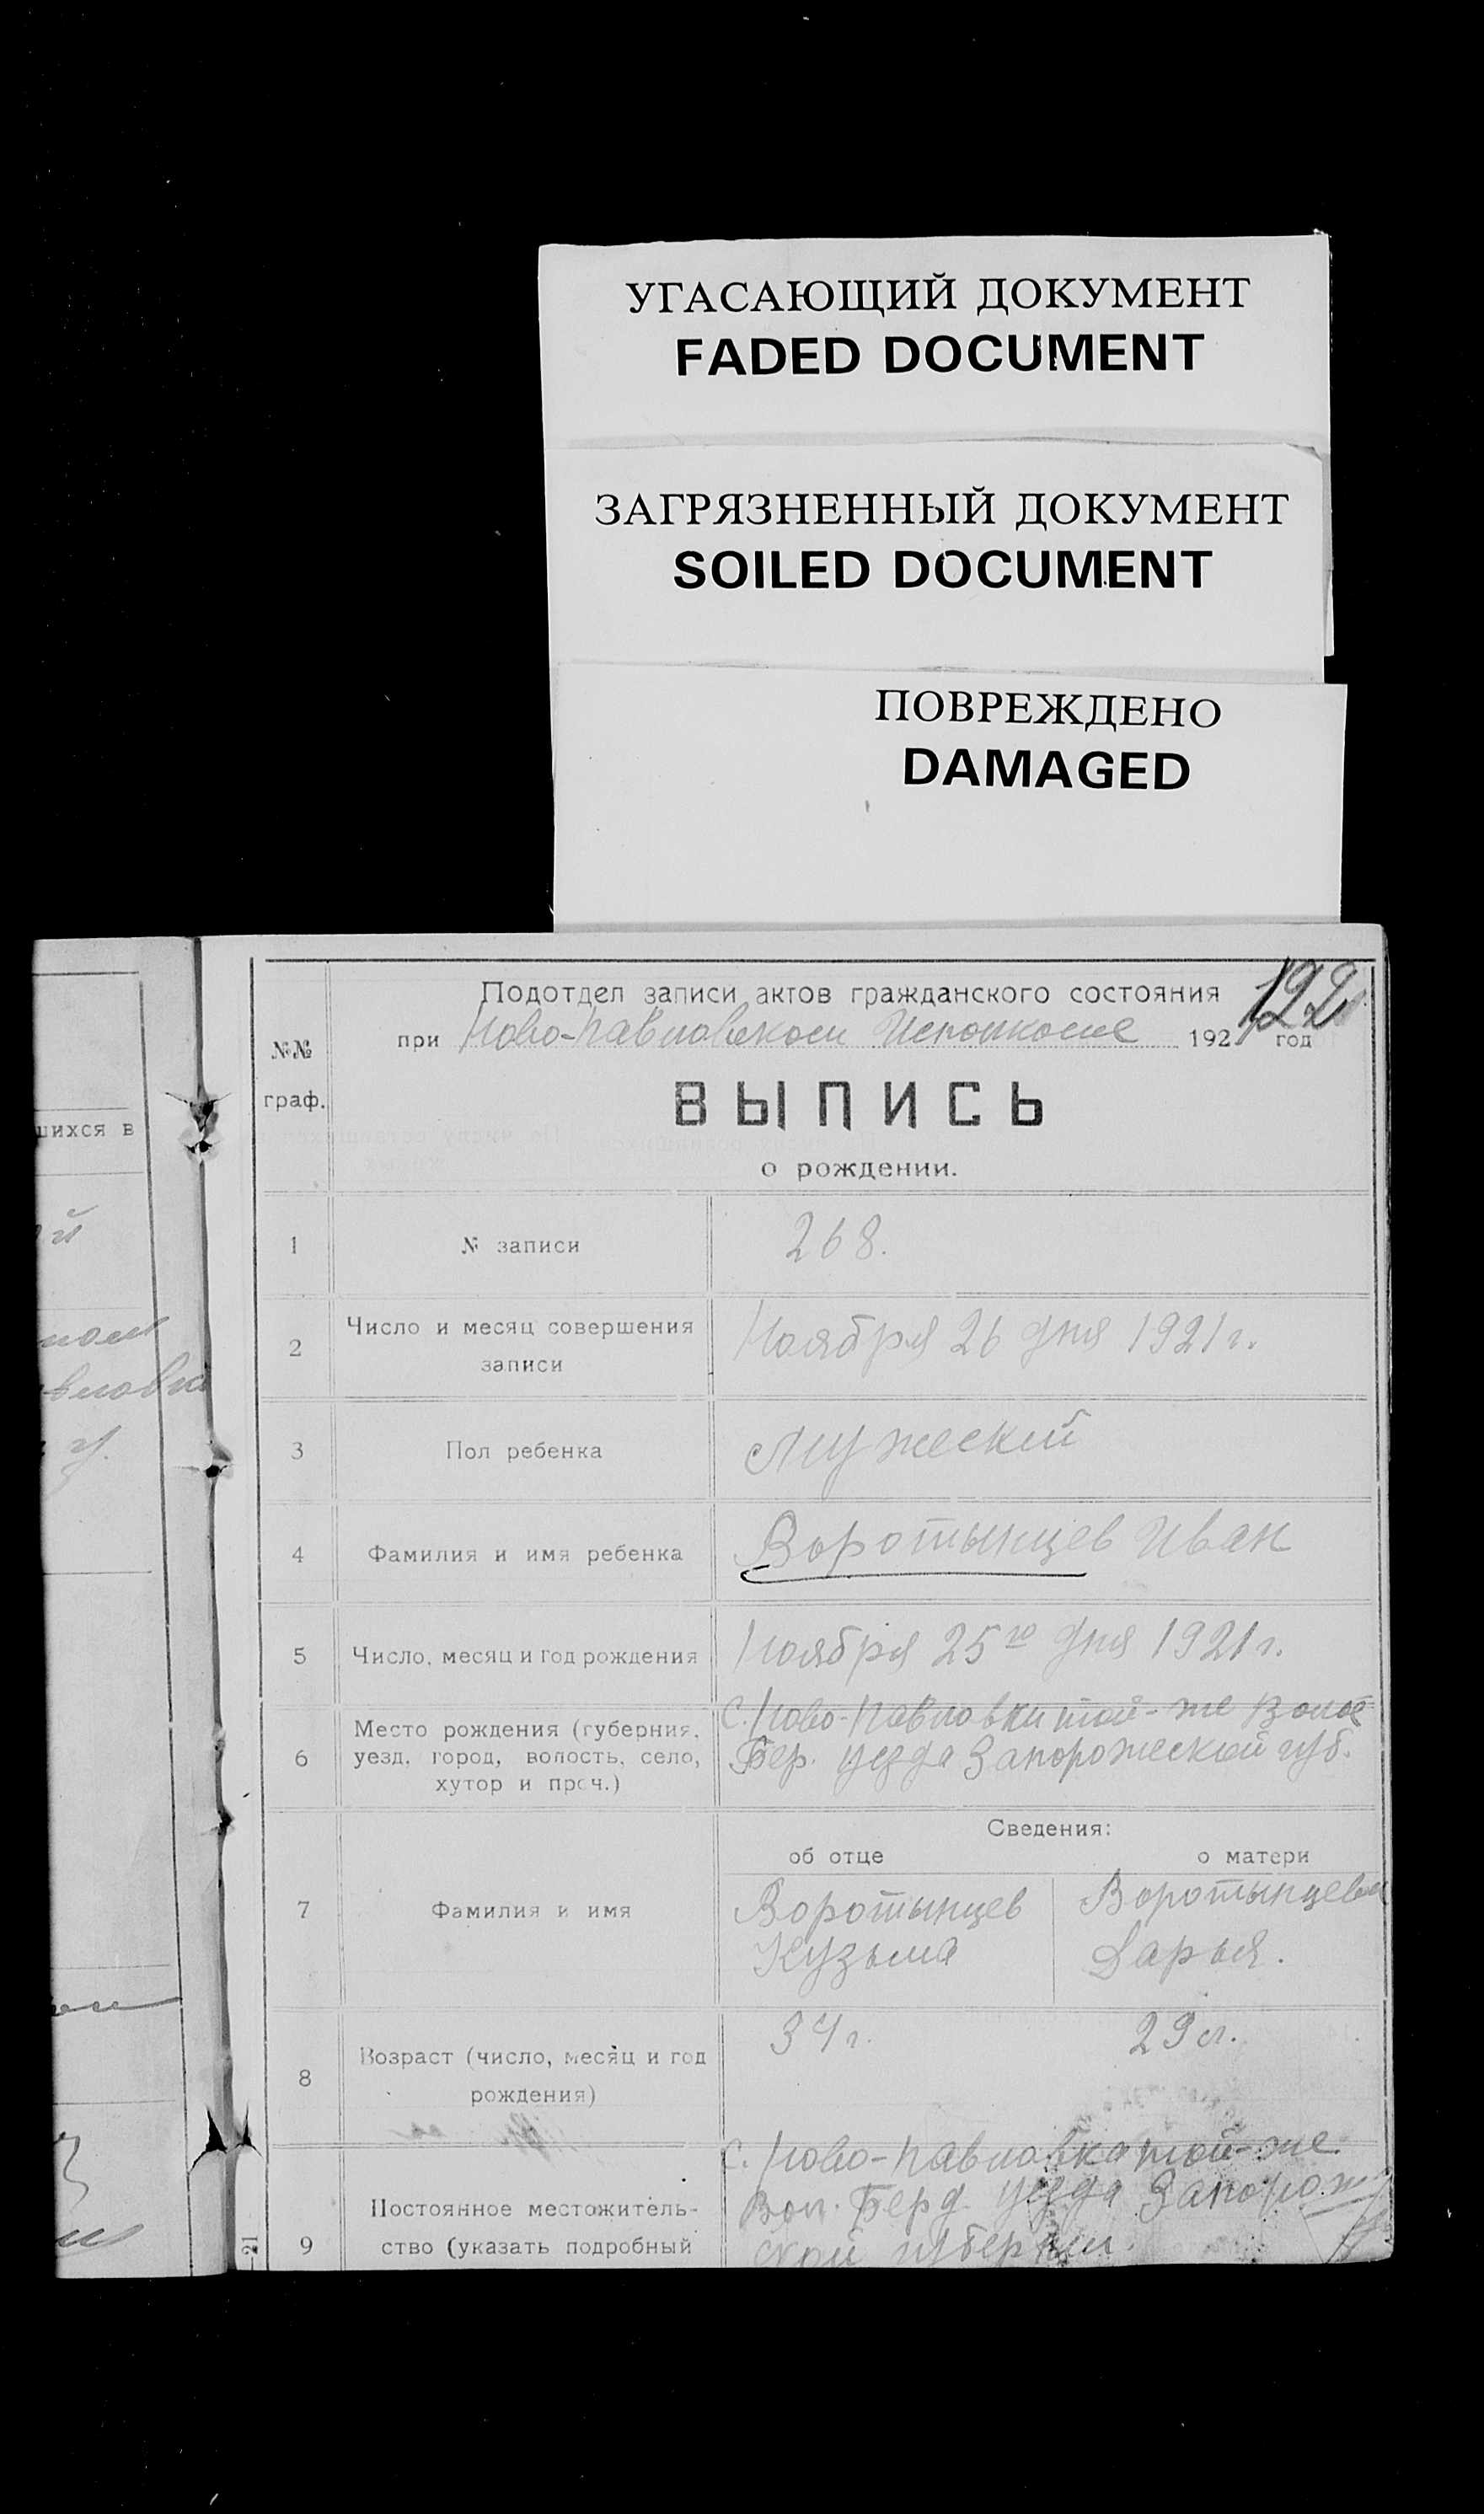 УГАСАЮЩИЙ ДОКУМЕНТ
FADED DOCUMENT
ЗАГРЯЗНЕННЫЙ ДОКУМЕНТ
SOILED DOCUMENT
ПОВРЕЖДЕНО
DAMAGED
шихся в
й
122
№№
граф.
Подотдел записи актов гражданского состояния
при Ново-Павловском Исполкоме 1921 год
ВЫПИСЬ
о рождении.
1
№ записи
268.
2
Число и месяц совершения
записи
Ноября 26 дня 1921 г.
3
Пол ребенка
Мужеский
4
Фамилия и имя ребенка
Воротынцев Иван
5
Число, месяц и год рождения
Ноября 25го дня 1921 г.
6
Место рождения (губерния,
уезд, город, волость, село,
хутор и проч.)
С. Ново-Павловки той-же Волос
Бер. уезда Запорожеской губ.
Сведения:
об отце
о матери
7
Фамилия и имя
Воротынцев
Кузьма
Воротынцева
Дарья.
8
Возраст (число, месяц и год
рождения)
34 г.
29 л.
9
Постоянное местожитель-
ство (указать подробный
С. Ново-Павловка той-же
Вол. Берд. уезда Запорож
ской губернии.
21